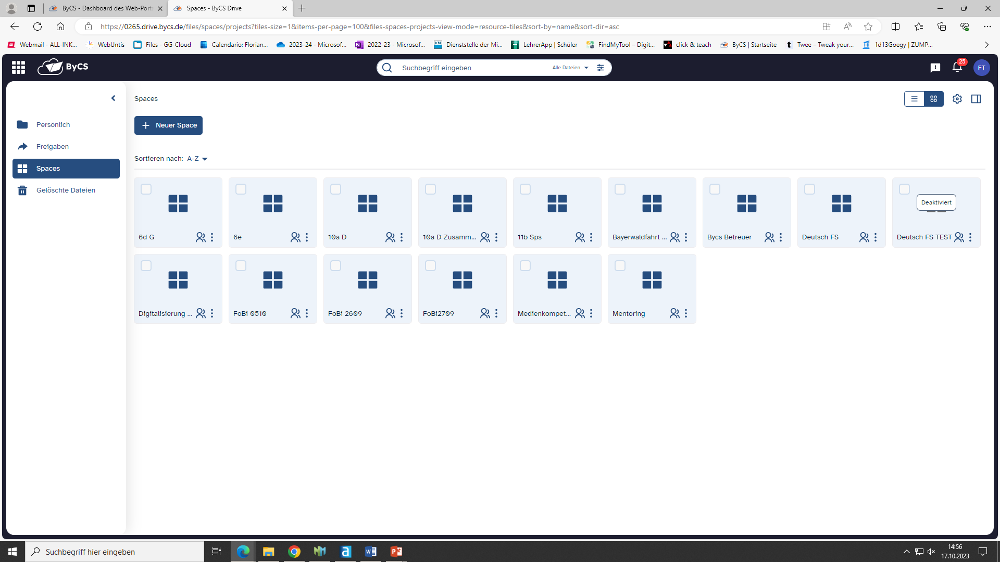 ByCS - Dashboard des Web-Port
Spaces - ByCS Drive
https://0265.drive.bycs.de/files/spaces/projects?tiles-size=1&items-per-page=100&files-spaces-projects-view-mode=resource-tiles&sort-by=name&sort-dir=asc
Webmail - ALL-INK...
WebUntis
Files - GG-Cloud
Calendario: Florian...
2023-24 - Microsof...
2022-23 - Microsof...
Dienststelle der Mi...
LehrerApp | Schüler
FindMyTool – Digit...
click & teach
ByCS | Startseite
Twee – Tweak your...
1d13Goegy | ZUMP...
ByCS
Suchbegriff eingeben
Alle Dateien
25
FT
Persönlich
Freigaben
Spaces
Gelöschte Dateien
Spaces
Neuer Space
Sortieren nach: A-Z
Deaktiviert
6d G
6e
10a D
10a D Zusamm...
11b Sps
Bayerwaldfahrt ...
Bycs Betreuer
Deutsch FS
Deutsch FS TEST
Digitalisierung ...
FoBi 0510
FoBi 2609
FoBi2709
Medienkompet...
Mentoring
Suchbegriff hier eingeben
14:56
17.10.2023